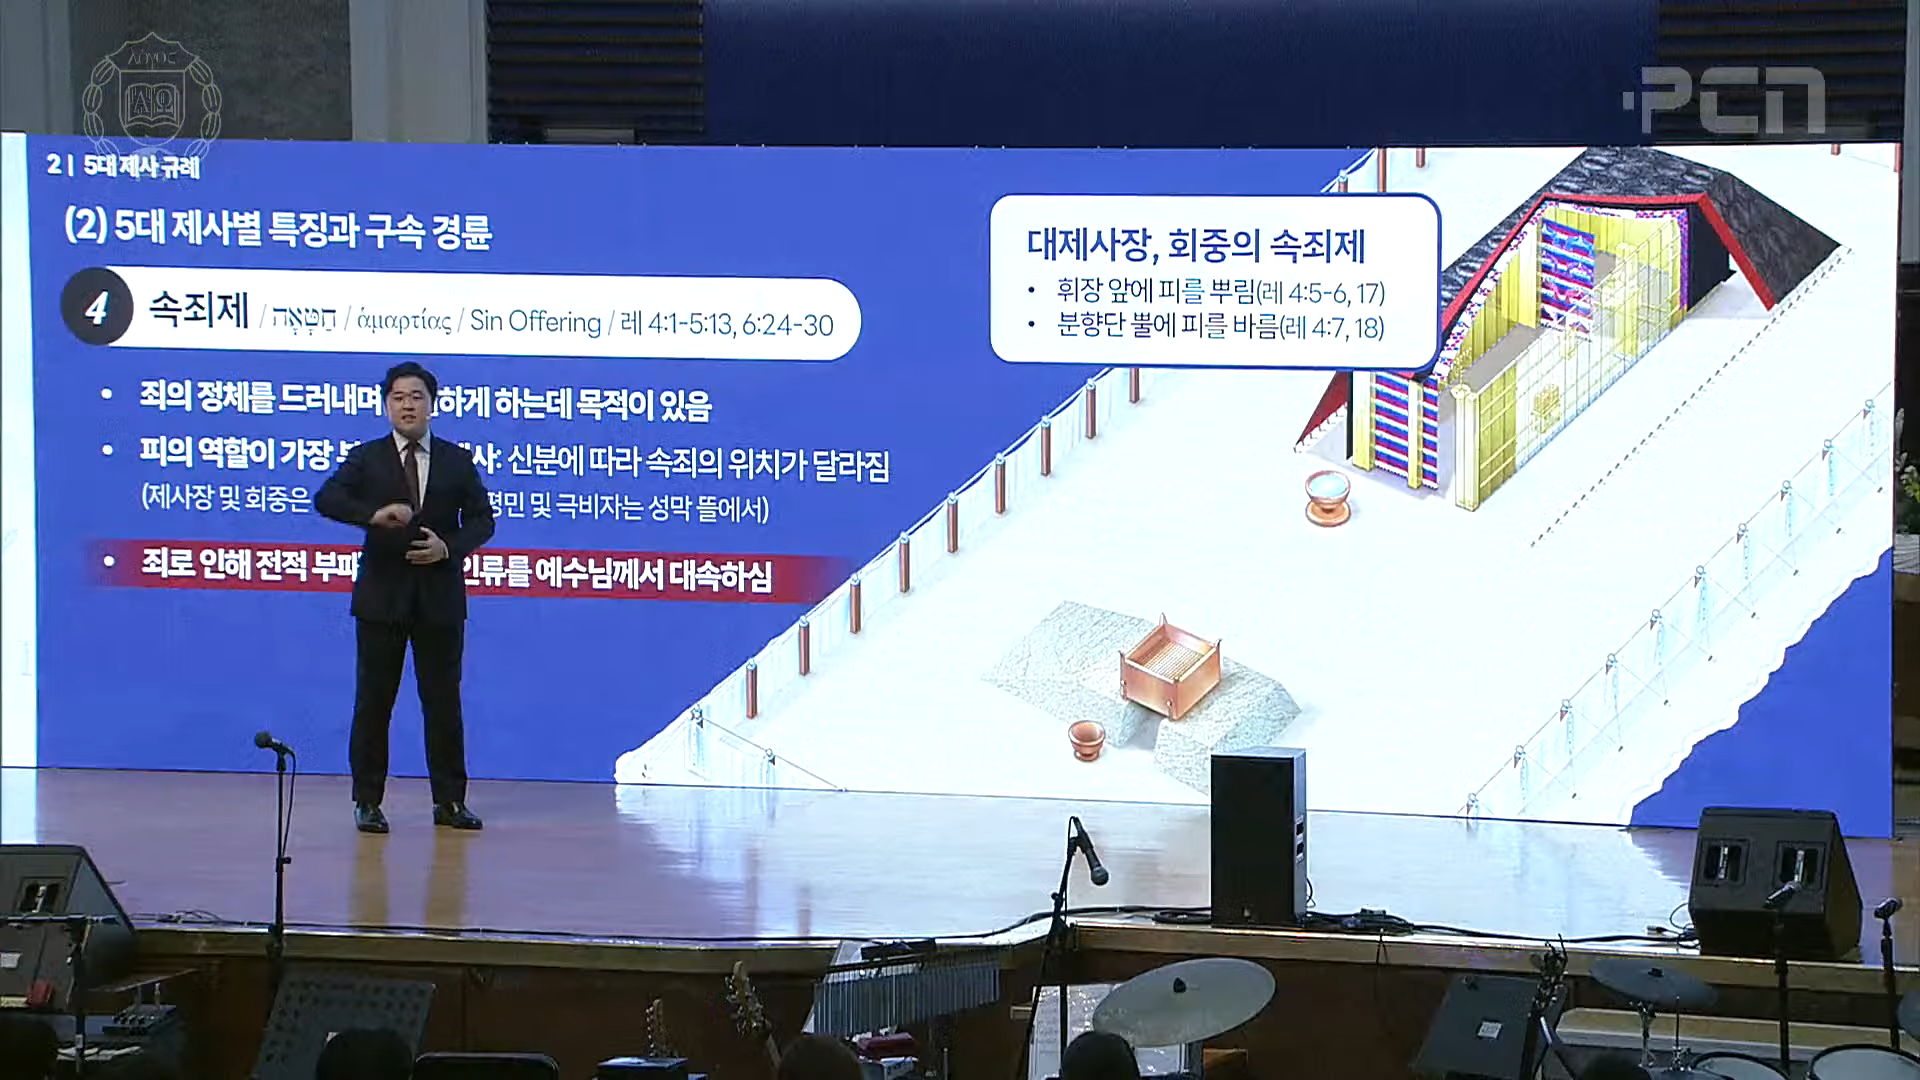 ΛόΓΟC
ΑΩ
PCN
2 | 5대 제사 규례
(2) 5대 제사별 특징과 구속 경륜
4 속죄제 / חַטָּאָה / ἁμαρτίας / Sin Offering / 레 4:1-5:13, 6:24-30
• 죄의 정체를 드러내며 하게 하는데 목적이 있음
• 피의 역할이 가장 사: 신분에 따라 속죄의 위치가 달라짐
(제사장 및 회중은 평민 및 극비자는 성막 뜰에서)
• 죄로 인해 전적 부패 인류를 예수님께서 대속하심
대제사장, 회중의 속죄제
• 휘장 앞에 피를 뿌림(레 4:5-6, 17)
• 분향단 뿔에 피를 바름(레 4:7, 18)